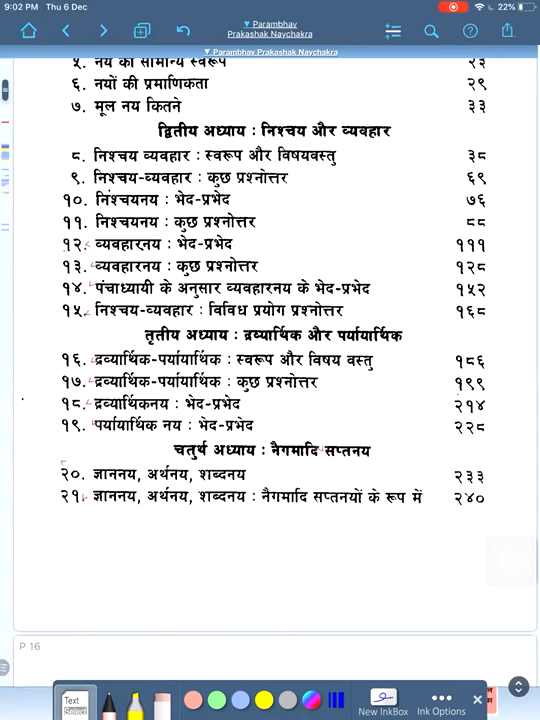 9:02 PM Thu 6 Dec 22%
Parambhav
Prakashak Naychakra
Parambhav Prakashak Naychakra
५. नय का सामान्य स्वरूप २३
६. नयों की प्रमाणिकता २९
७. मूल नय कितने ३३
द्वितीय अध्याय : निश्चय और व्यवहार
८. निश्चय व्यवहार : स्वरूप और विषयवस्तु ३८
९. निश्चय-व्यवहार : कुछ प्रश्नोत्तर ६९
१०. निश्चयनय : भेद-प्रभेद ७६
११. निश्चयनय : कुछ प्रश्नोत्तर ८८
१२. व्यवहारनय : भेद-प्रभेद १११
१३. व्यवहारनय : कुछ प्रश्नोत्तर १२८
१४. पंचाध्यायी के अनुसार व्यवहारनय के भेद-प्रभेद १५२
१५. निश्चय-व्यवहार : विविध प्रयोग प्रश्नोत्तर १६८
तृतीय अध्याय : द्रव्यार्थिक और पर्यायार्थिक
१६. द्रव्यार्थिक-पर्यायार्थिक : स्वरूप और विषय वस्तु १८६
१७. द्रव्यार्थिक-पर्यायार्थिक : कुछ प्रश्नोत्तर १९९
१८. द्रव्यार्थिकनय : भेद-प्रभेद २१४
१९. पर्यायार्थिक नय : भेद-प्रभेद २२८
चतुर्थ अध्याय : नैगमादि सप्तनय
२०. ज्ञाननय, अर्थनय, शब्दनय २३३
२१. ज्ञाननय, अर्थनय, शब्दनय : नैगमादि सप्तनयों के रूप में २४०
P 16
Text
New InkBox Ink Options